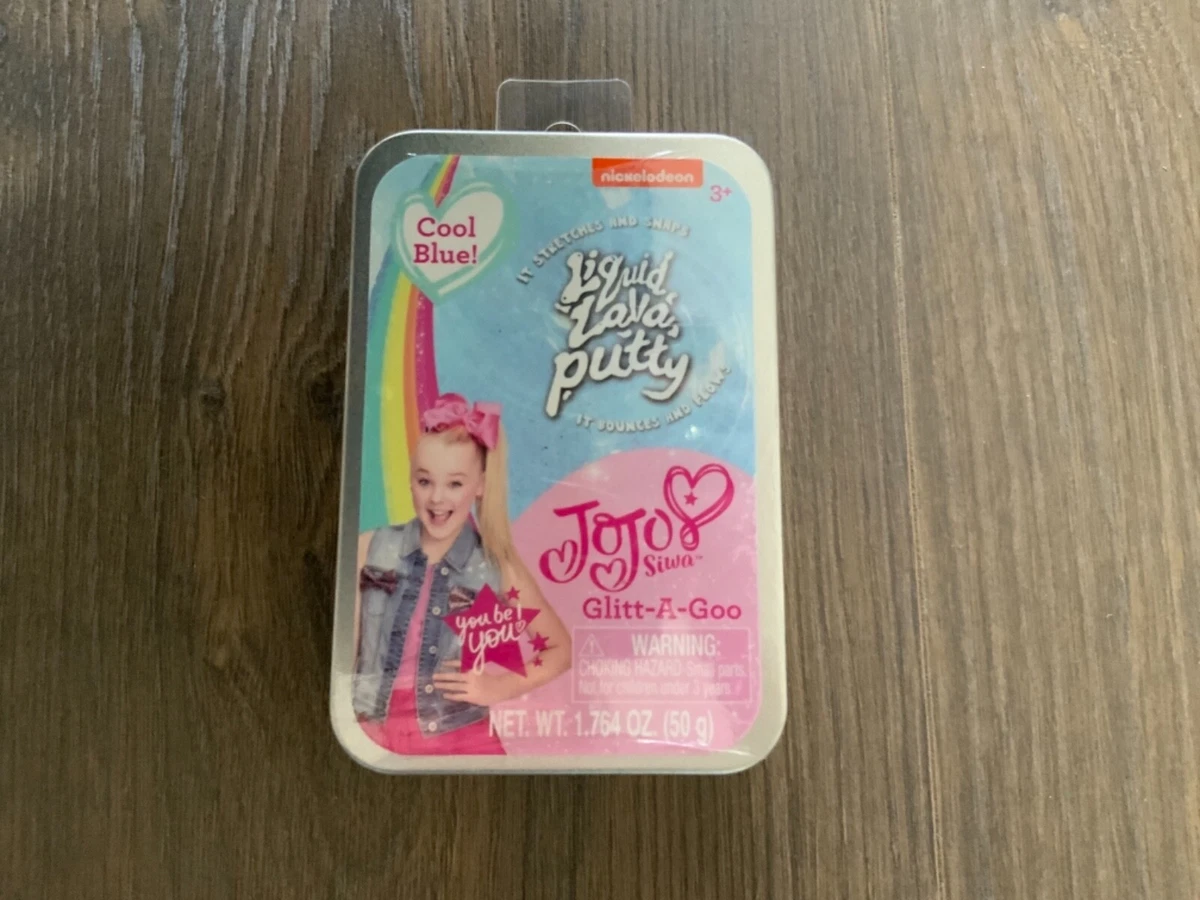 nickelodeon
3+
Cool
Blue!
IT STRETCHES AND SNAPS
Liquid
Lava
putty
IT BOUNCES AND FLOWS
JoJo
Siwa™
Glitt-A-Goo
you be!
you
WARNING:
CHOKING HAZARD-Small parts.
Not for children under 3 years.
NET. WT. 1.764 OZ. (50 g)